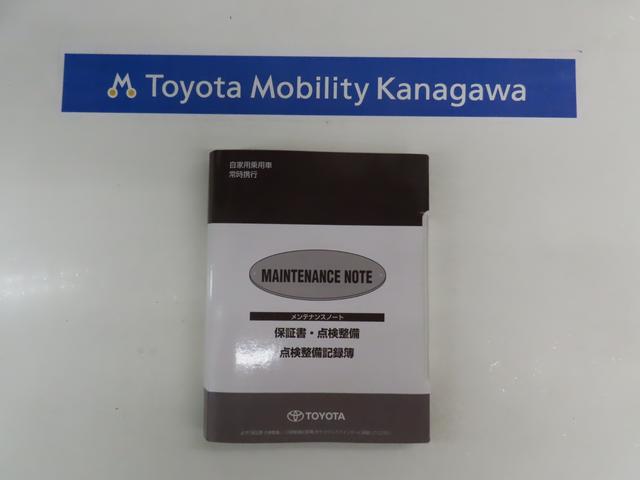 Toyota Mobility Kanagawa
自家用乗用車
常時携行
MAINTENANCE NOTE
メンテナンスノート
保証書・点検整備
点検整備記録簿
TOYOTA